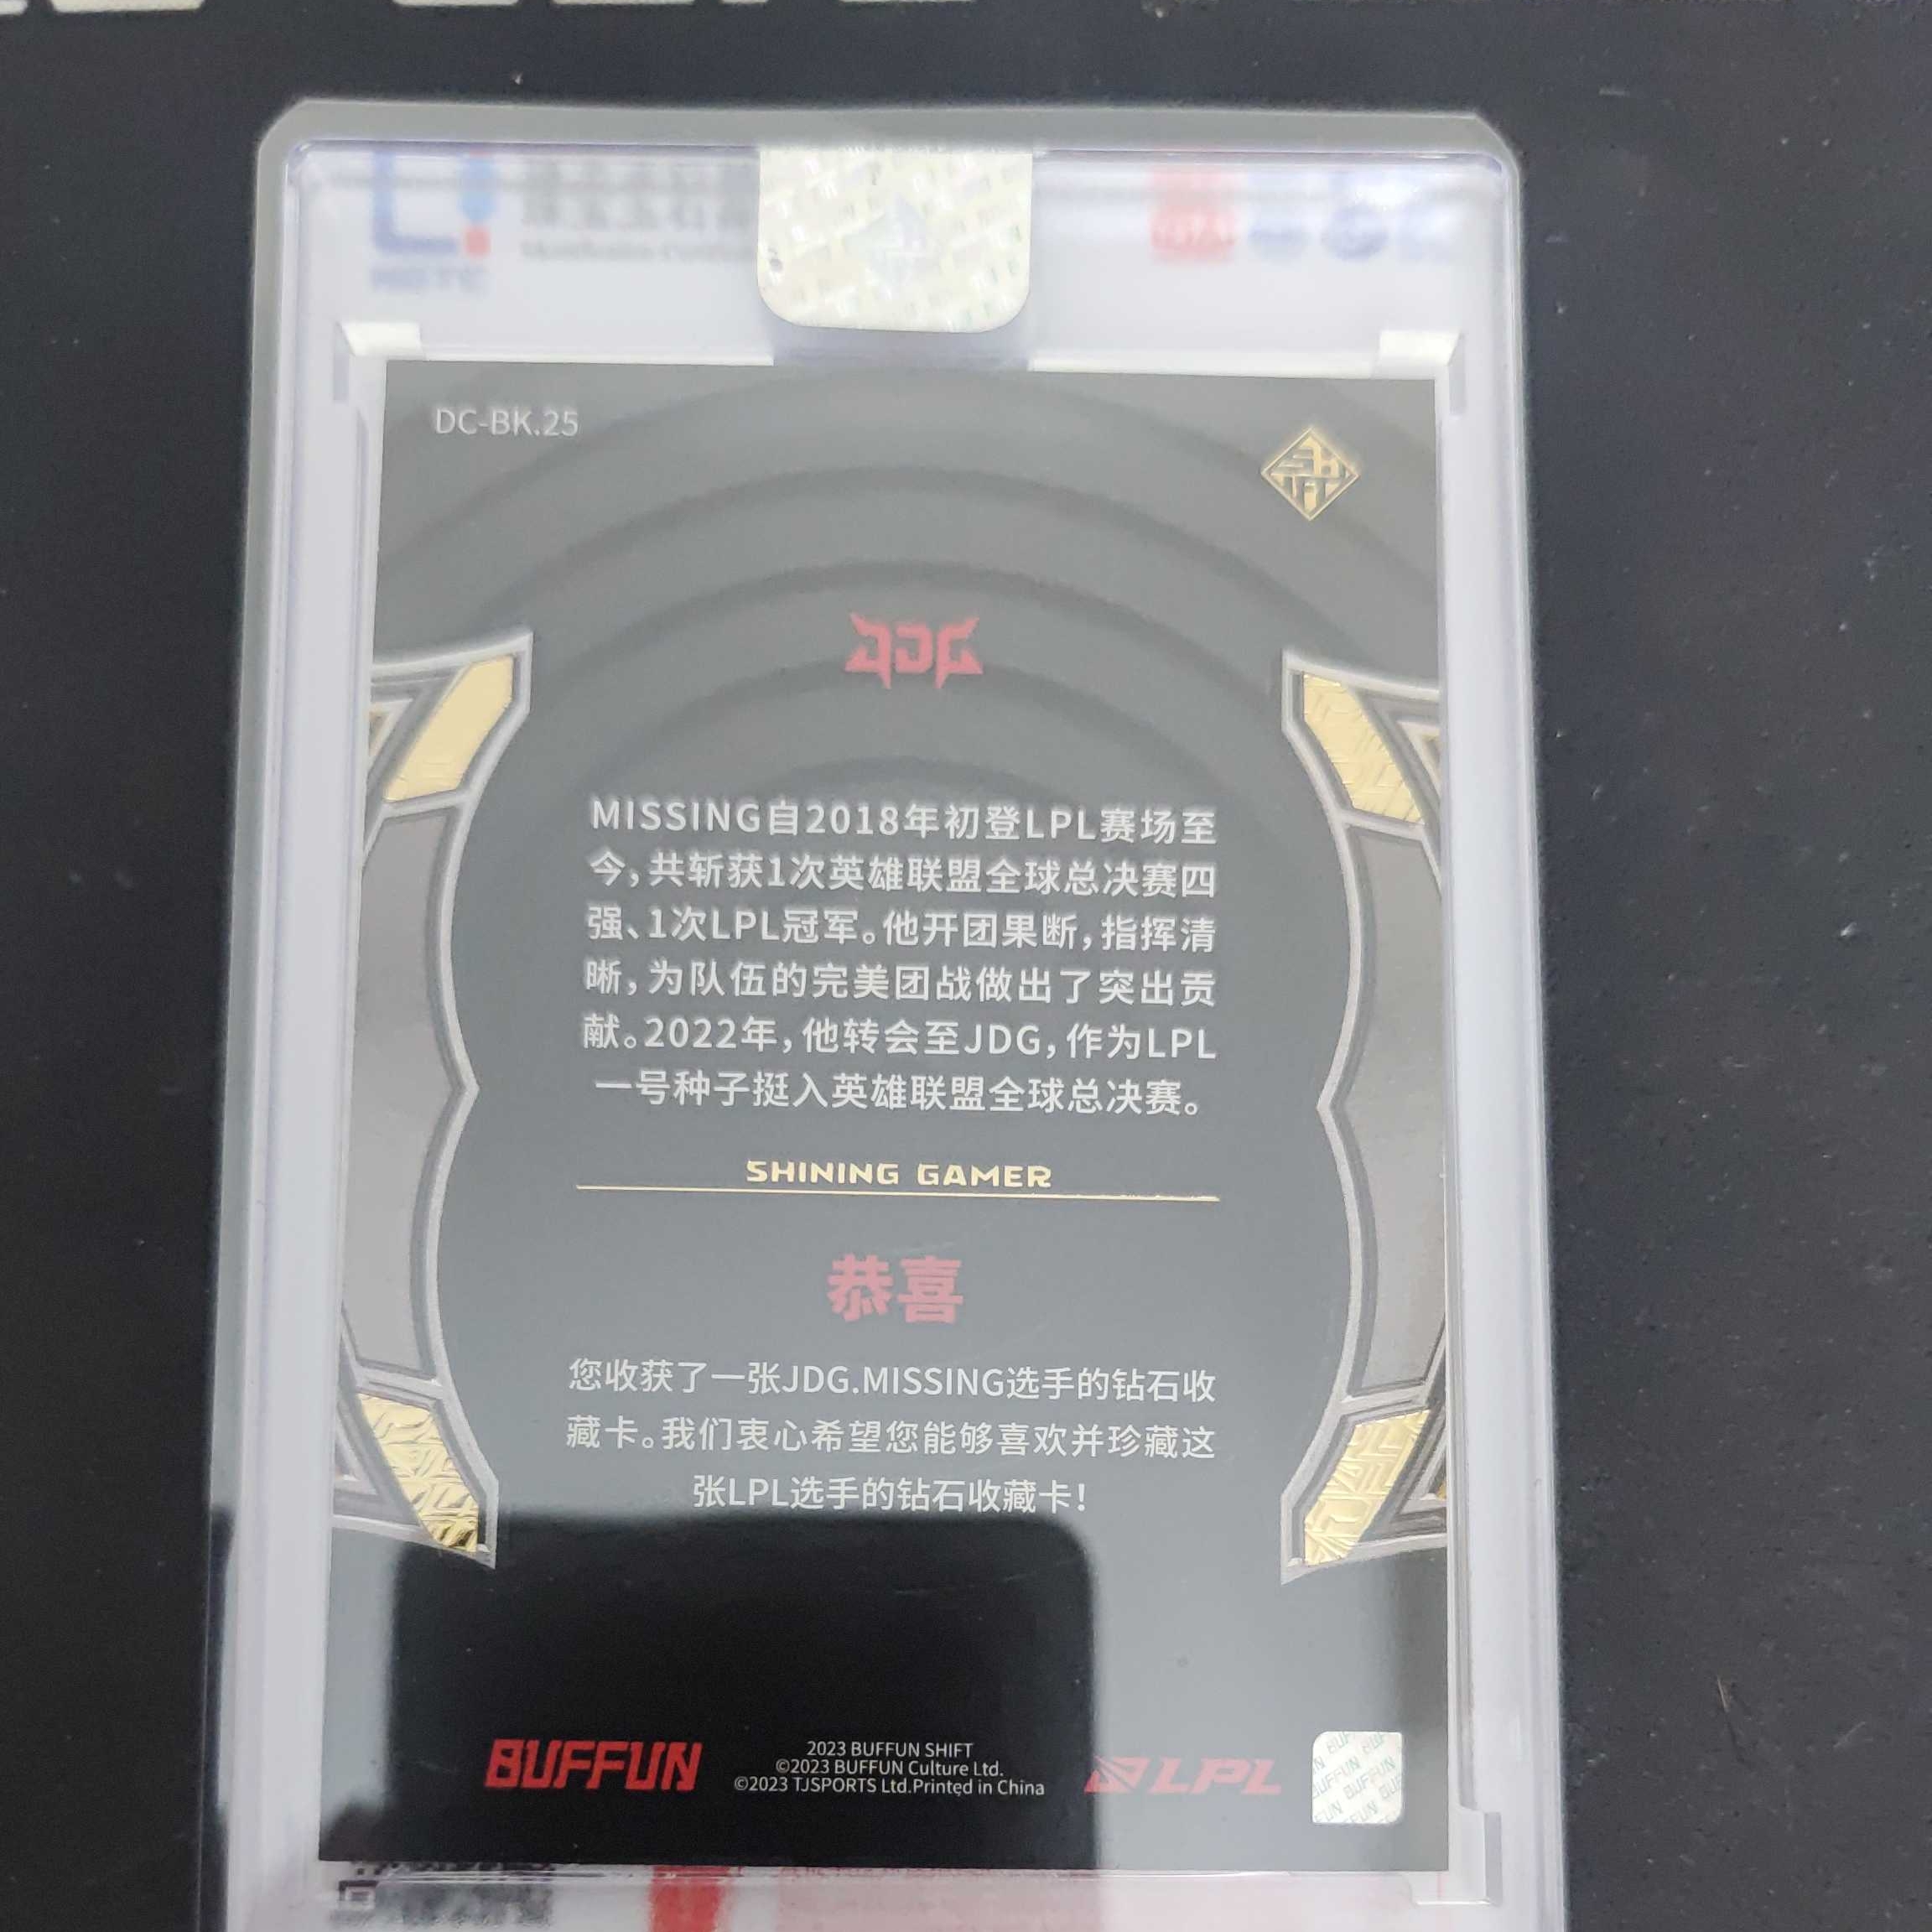 DC-BK.25
JDG
MISSING自2018年初登LPL赛场至
今,共斩获1次英雄联盟全球总决赛四
强、1次LPL冠军。他开团果断,指挥清
晰,为队伍的完美团战做出了突出贡
献。2022年,他转会至JDG,作为LPL
一号种子挺入英雄联盟全球总决赛。
SHINING GAMER
恭喜
您收获了一张JDG.MISSING选手的钻石收
藏卡。我们衷心希望您能够喜欢并珍藏这
张LPL选手的钻石收藏卡!
BUFFUN
2023 BUFFUN SHIFT
©2023 BUFFUN Culture Ltd.
©2023 TJSPORTS Ltd.Printed in China
LPL